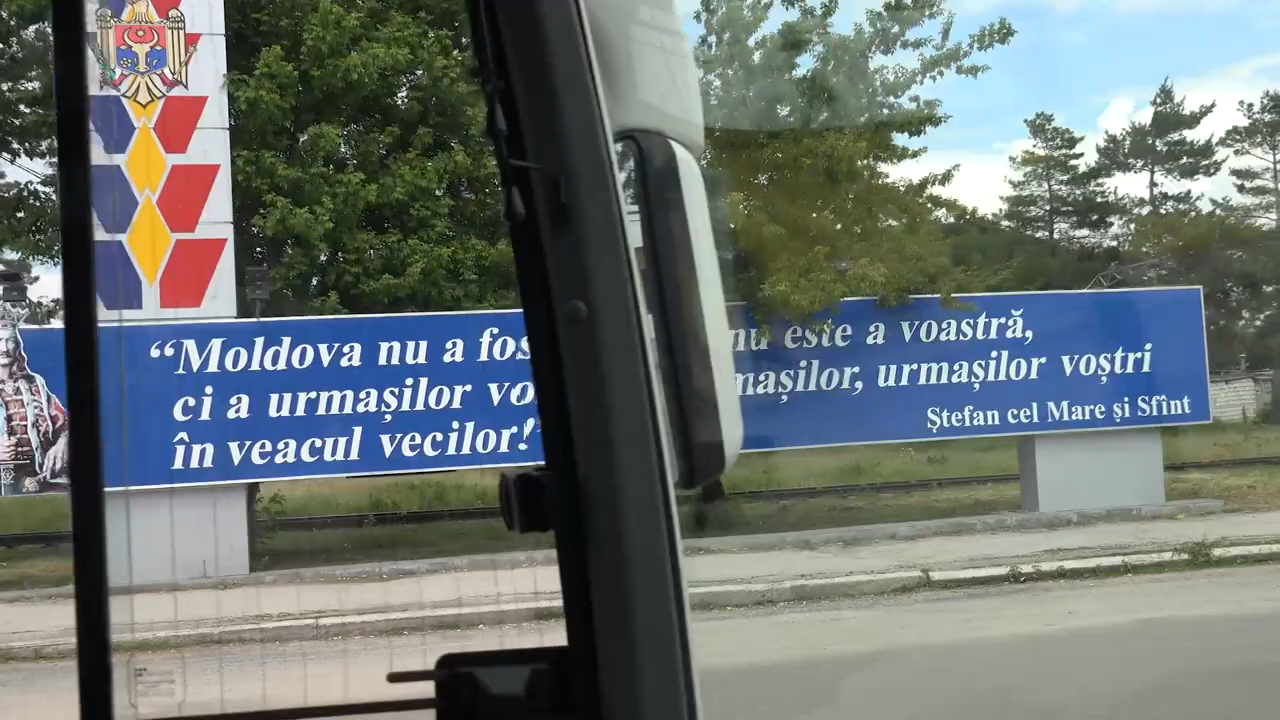 “Moldova nu a fos nu este a voastră,
ci a urmașilor vo mașilor, urmașilor voștri
în veacul vecilor!”
Ștefan cel Mare și Sfînt